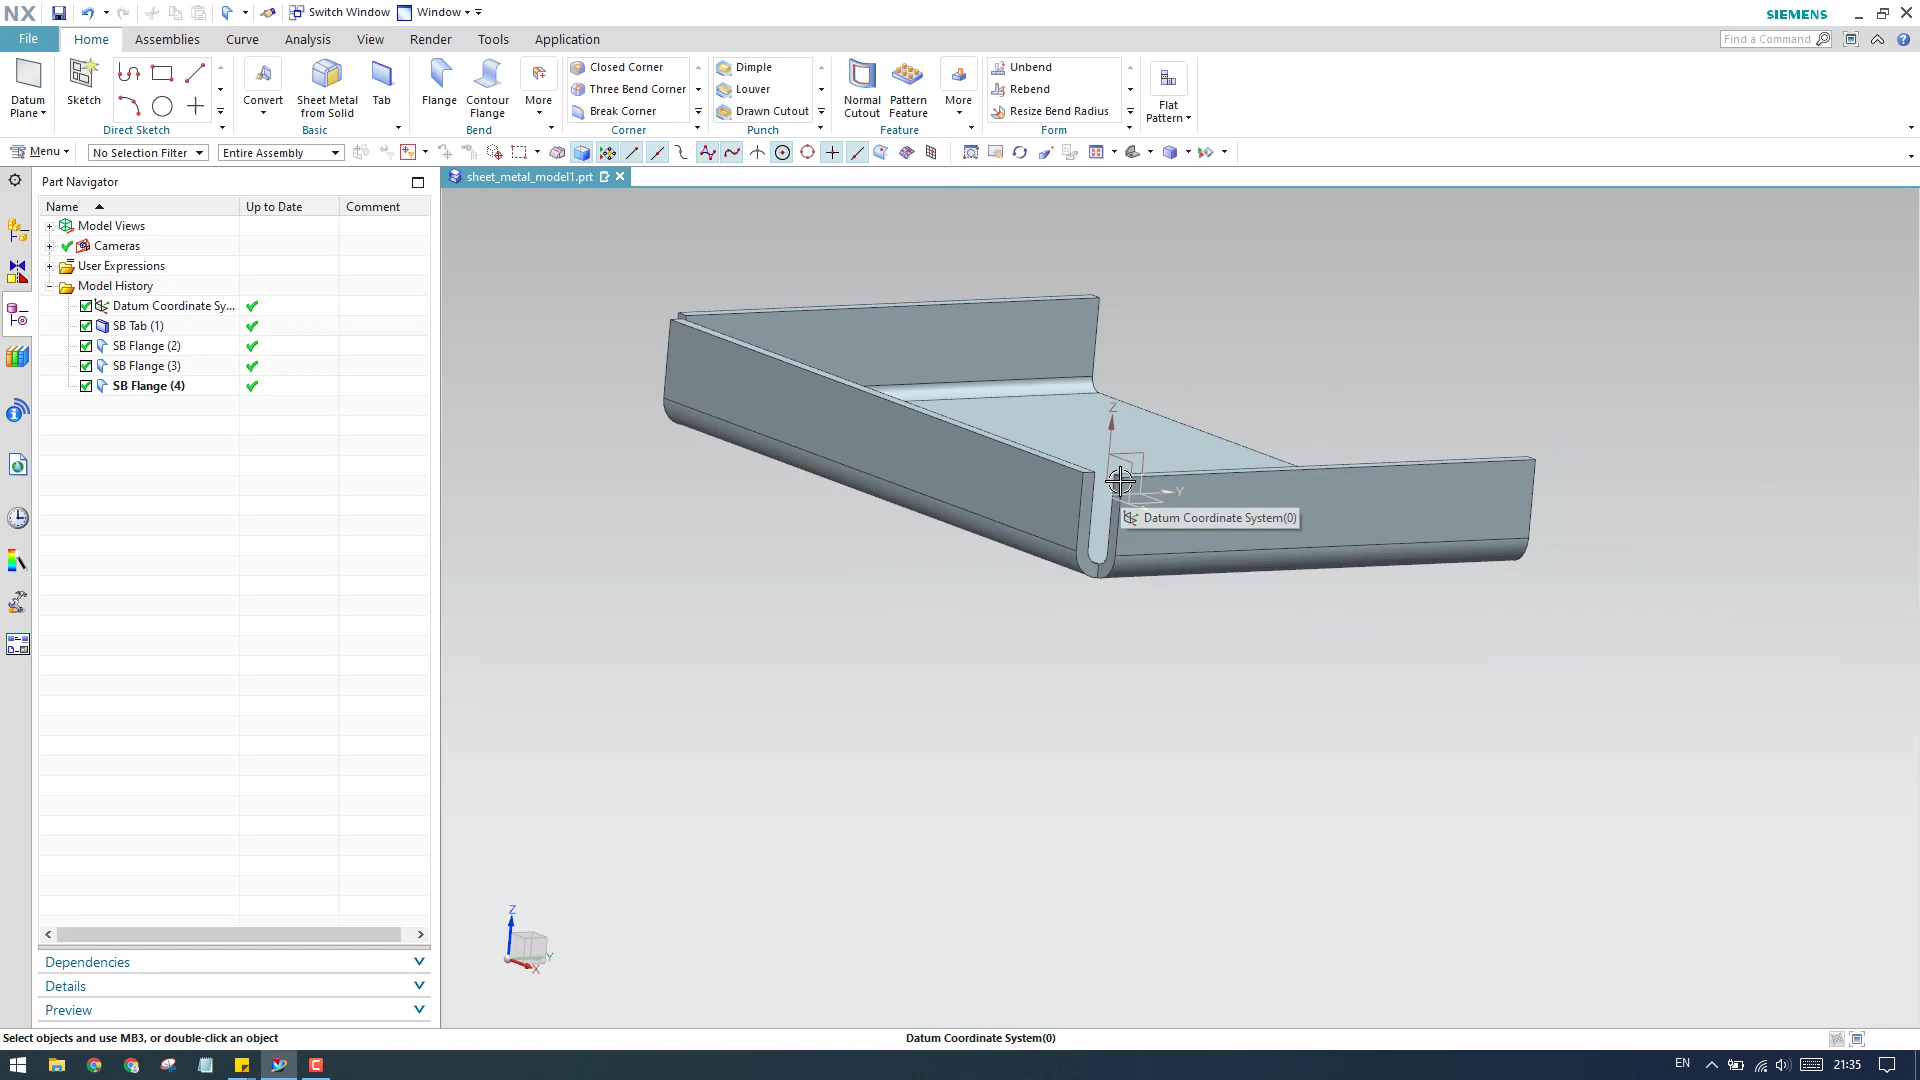 NX Switch Window Window SIEMENS
File Home Assemblies Curve Analysis View Render Tools Application Find a Command
Datum
Plane
Sketch
Direct Sketch
Convert
Sheet Metal
from Solid
Tab
Basic
Flange
Contour
Flange
More
Bend
Closed Corner
Three Bend Corner
Break Corner
Corner
Dimple
Louver
Drawn Cutout
Punch
Normal
Cutout
Pattern
Feature
More
Feature
Unbend
Rebend
Resize Bend Radius
Form
Flat
Pattern
Menu No Selection Filter Entire Assembly
Part Navigator
sheet_metal_model1.prt
Name Up to Date Comment
Model Views
Cameras
User Expressions
Model History
Datum Coordinate Sy...
SB Tab (1)
SB Flange (2)
SB Flange (3)
SB Flange (4)
Z
Y
Datum Coordinate System(0)
Z
Y
X
Dependencies
Details
Preview
Select objects and use MB3, or double-click an object Datum Coordinate System(0)
EN 21:35